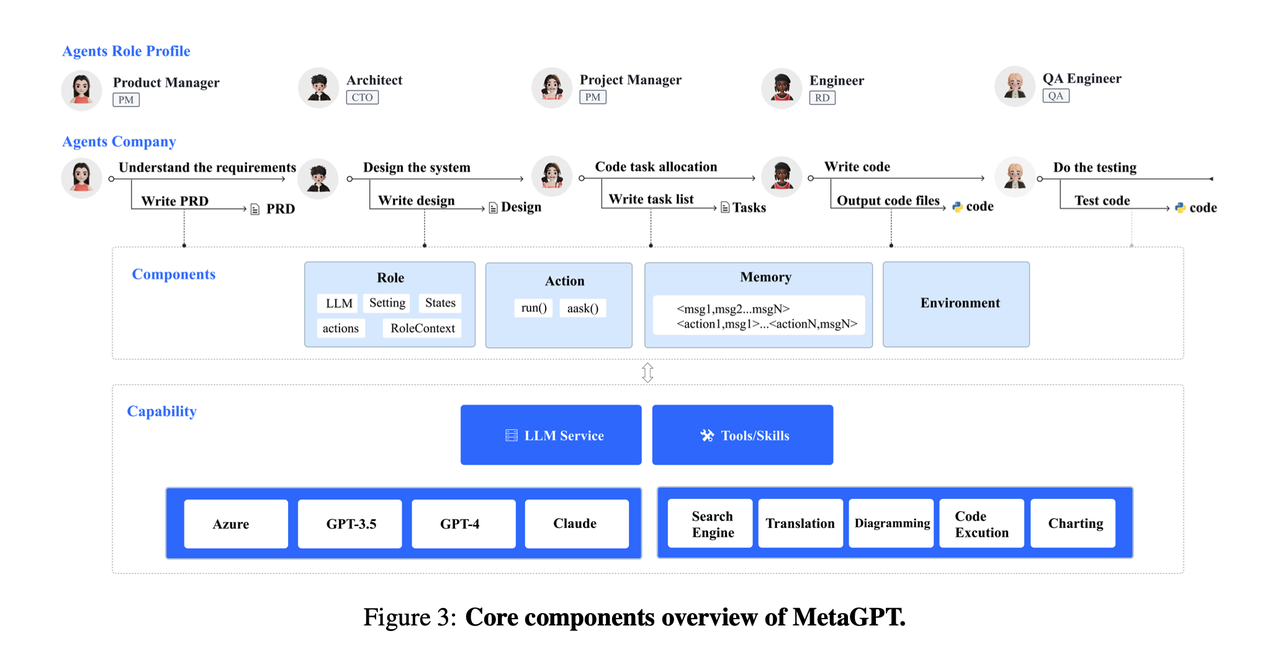 Agents Role Profile
Product Manager
PM
Architect
CTO
Project Manager
PM
Engineer
RD
QA Engineer
QA
Agents Company
Understand the requirements
Write PRD
PRD
Design the system
Write design
Design
Code task allocation
Write task list
Tasks
Write code
Output code files
code
Do the testing
Test code
code
Components
Role
LLM Setting States
actions RoleContext
Action
run() aask()
Memory
<msg1,msg2...msgN>
<action1,msg1>...<actionN,msgN>
Environment
Capability
LLM Service
Tools/Skills
Azure
GPT-3.5
GPT-4
Claude
Search
Engine
Translation
Diagramming
Code
Excution
Charting
Figure 3: Core components overview of MetaGPT.